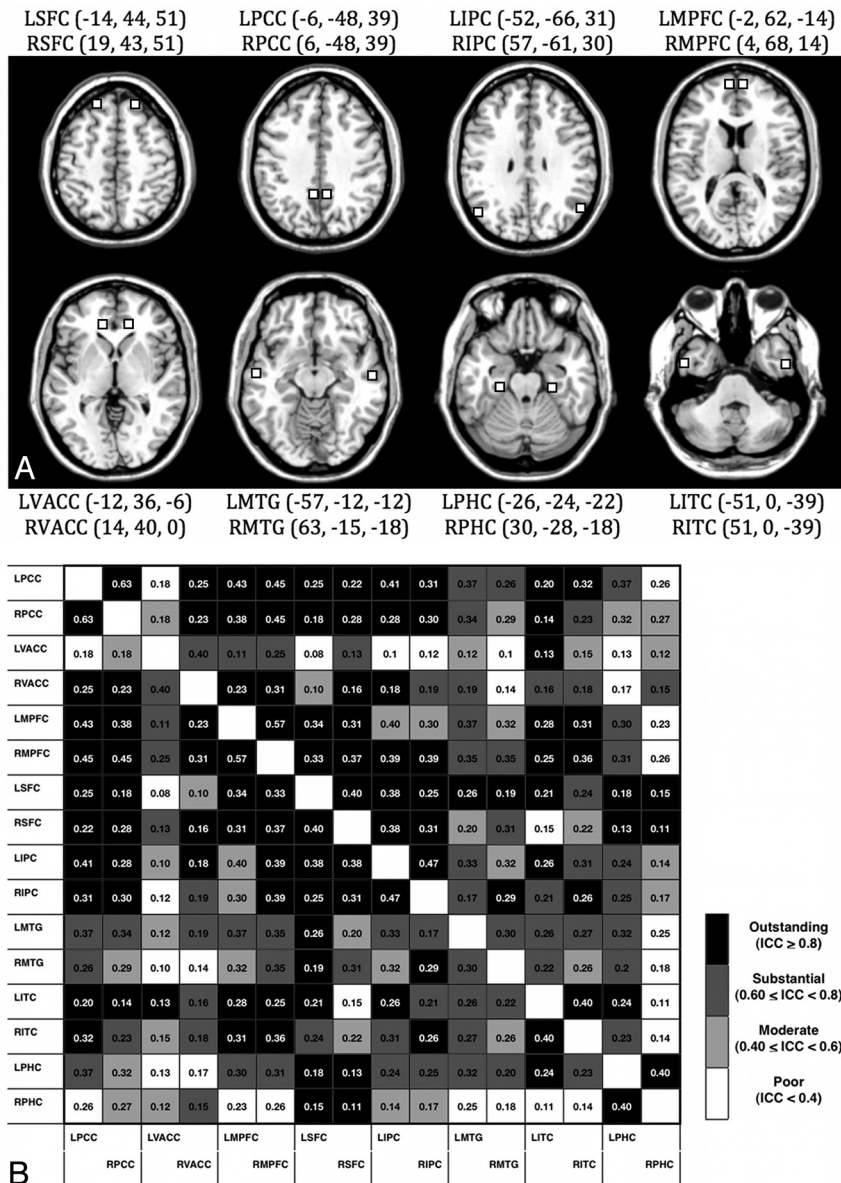 LSFC (-14, 44, 51) LPCC (-6, -48, 39) LIPC (-52, -66, 31) LMPFC (-2, 62, -14)
RSFC (19, 43, 51) RPCC (6, -48, 39) RIPC (57, -61, 30) RMPFC (4, 68, 14)
A
LVACC (-12, 36, -6) LMTG (-57, -12, -12) LPHC (-26, -24, -22) LITC (-51, 0, -39)
RVACC (14, 40, 0) RMTG (63, -15, -18) RPHC (30, -28, -18) RITC (51, 0, -39)
LPCC 0.63 0.18 0.25 0.43 0.45 0.25 0.22 0.41 0.31 0.37 0.26 0.20 0.32 0.37 0.26
RPCC 0.63 0.18 0.23 0.38 0.45 0.18 0.28 0.28 0.30 0.34 0.29 0.14 0.23 0.32 0.27
LVACC 0.18 0.18 0.40 0.11 0.25 0.08 0.13 0.1 0.12 0.12 0.1 0.13 0.15 0.13 0.12
RVACC 0.25 0.23 0.40 0.23 0.31 0.10 0.16 0.18 0.19 0.19 0.14 0.16 0.18 0.17 0.15
LMPFC 0.43 0.38 0.11 0.23 0.57 0.34 0.31 0.40 0.30 0.37 0.32 0.28 0.31 0.30 0.23
RMPFC 0.45 0.45 0.25 0.31 0.57 0.33 0.37 0.39 0.39 0.35 0.35 0.25 0.36 0.31 0.26
LSFC 0.25 0.18 0.08 0.10 0.34 0.33 0.40 0.38 0.25 0.26 0.19 0.21 0.24 0.18 0.15
RSFC 0.22 0.28 0.13 0.16 0.31 0.37 0.40 0.38 0.31 0.20 0.31 0.15 0.22 0.13 0.11
LIPC 0.41 0.28 0.10 0.18 0.40 0.39 0.38 0.38 0.47 0.33 0.32 0.26 0.31 0.24 0.14
RIPC 0.31 0.30 0.12 0.19 0.30 0.39 0.25 0.31 0.47 0.17 0.29 0.21 0.26 0.25 0.17
LMTG 0.37 0.34 0.12 0.19 0.37 0.35 0.26 0.20 0.33 0.17 0.30 0.26 0.27 0.32 0.25
RMTG 0.26 0.29 0.10 0.14 0.32 0.35 0.19 0.31 0.32 0.29 0.30 0.22 0.26 0.2 0.18
LITC 0.20 0.14 0.13 0.16 0.28 0.25 0.21 0.15 0.26 0.21 0.26 0.22 0.40 0.24 0.11
RITC 0.32 0.23 0.15 0.18 0.31 0.36 0.24 0.22 0.31 0.26 0.27 0.26 0.40 0.23 0.14
LPHC 0.37 0.32 0.13 0.17 0.30 0.31 0.18 0.13 0.24 0.25 0.32 0.20 0.24 0.23 0.40
RPHC 0.26 0.27 0.12 0.15 0.23 0.26 0.15 0.11 0.14 0.17 0.25 0.18 0.11 0.14 0.40
LPCC LVACC LMPFC LSFC LIPC LMTG LITC LPHC
RPCC RVACC RMPFC RSFC RIPC RMTG RITC RPHC
B
Outstanding
(ICC ≥ 0.8)
Substantial
(0.60 ≤ ICC < 0.8)
Moderate
(0.40 ≤ ICC < 0.6)
Poor
(ICC < 0.4)